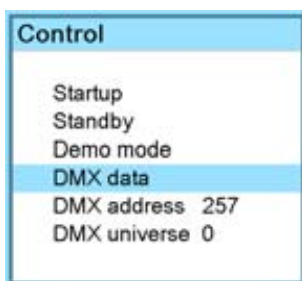 Control
Startup
Standby
Demo mode
DMX data
DMX address 257
DMX universe 0